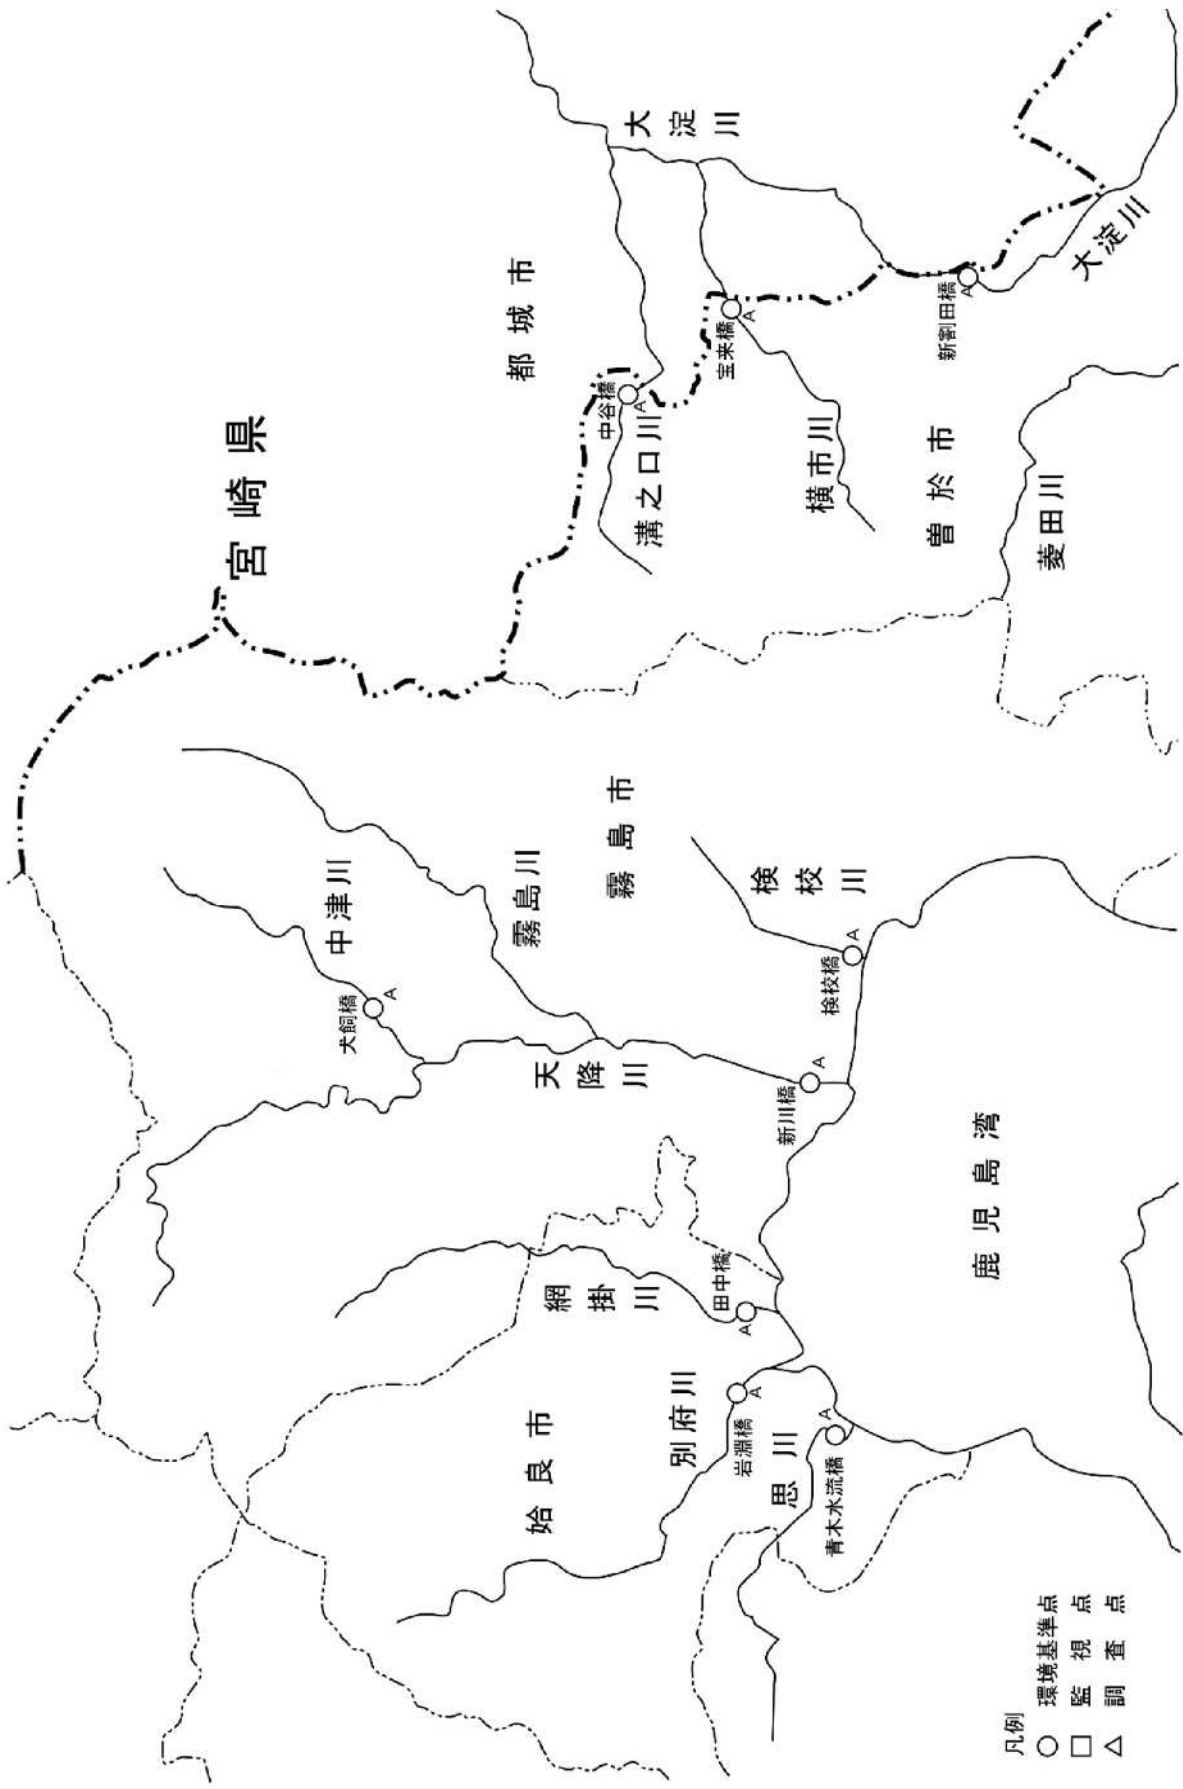 宮崎県
都城市
大淀川
中谷橋
A
溝之口川
宝来橋
A
横市川
新割田橋
A
大淀川
曽於市
菱田川
中津川
犬飼橋
A
霧島川
霧島市
天降川
検校川
検校橋
A
新川橋
A
網掛川
田中橋
A
姶良市
別府川
岩淵橋
A
思川
青木水流橋
A
鹿児島湾
凡例
○ 環境基準点
□ 監視点
△ 調査点